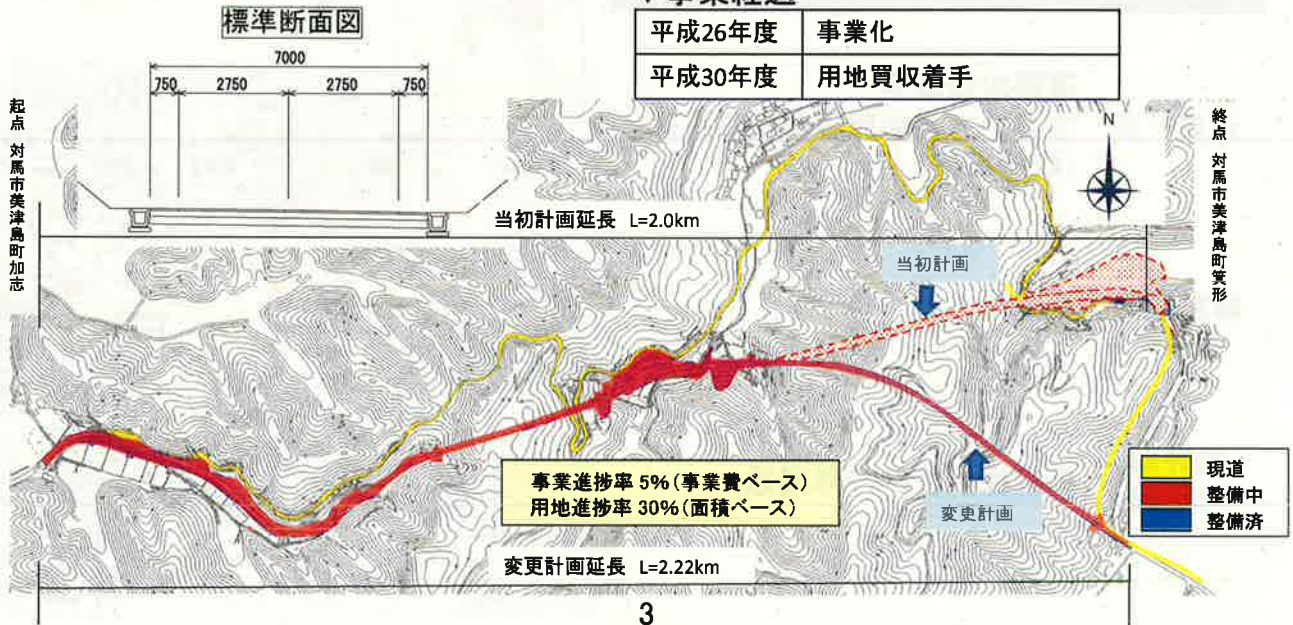 標準断面図
7000
750 2750 2750 750
事業経過
平成26年度 事業化
平成30年度 用地買収着手
起点 対馬市美津島町加志
終点 対馬市美津島町箕形
N
当初計画延長 L=2.0km
当初計画
事業進捗率 5%(事業費ベース)
用地進捗率 30%(面積ベース)
変更計画
現道
整備中
整備済
変更計画延長 L=2.22km
3